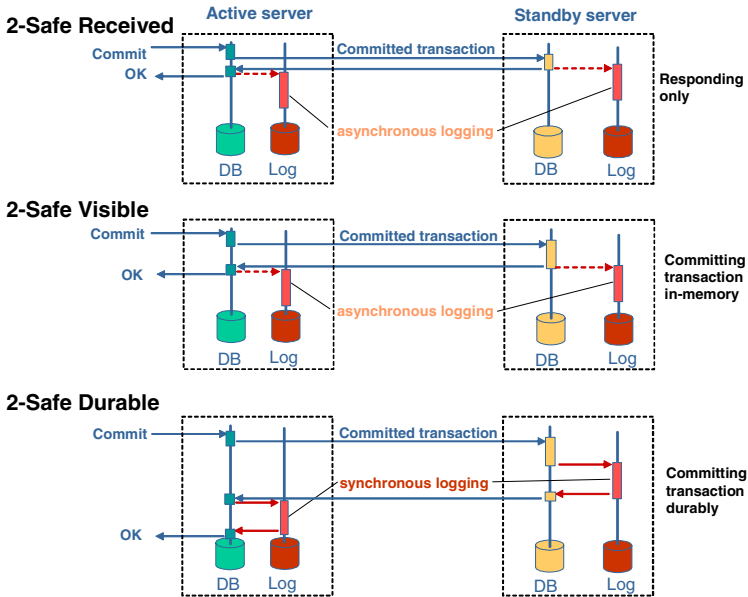 Active server
Standby server
2-Safe Received
Commit
Committed transaction
OK
Responding
only
asynchronous logging
DB
Log
DB
Log
2-Safe Visible
Commit
Committed transaction
OK
Committing
transaction
in-memory
asynchronous logging
DB
Log
DB
Log
2-Safe Durable
Commit
Committed transaction
synchronous logging
Committing
transaction
durably
OK
DB
Log
DB
Log